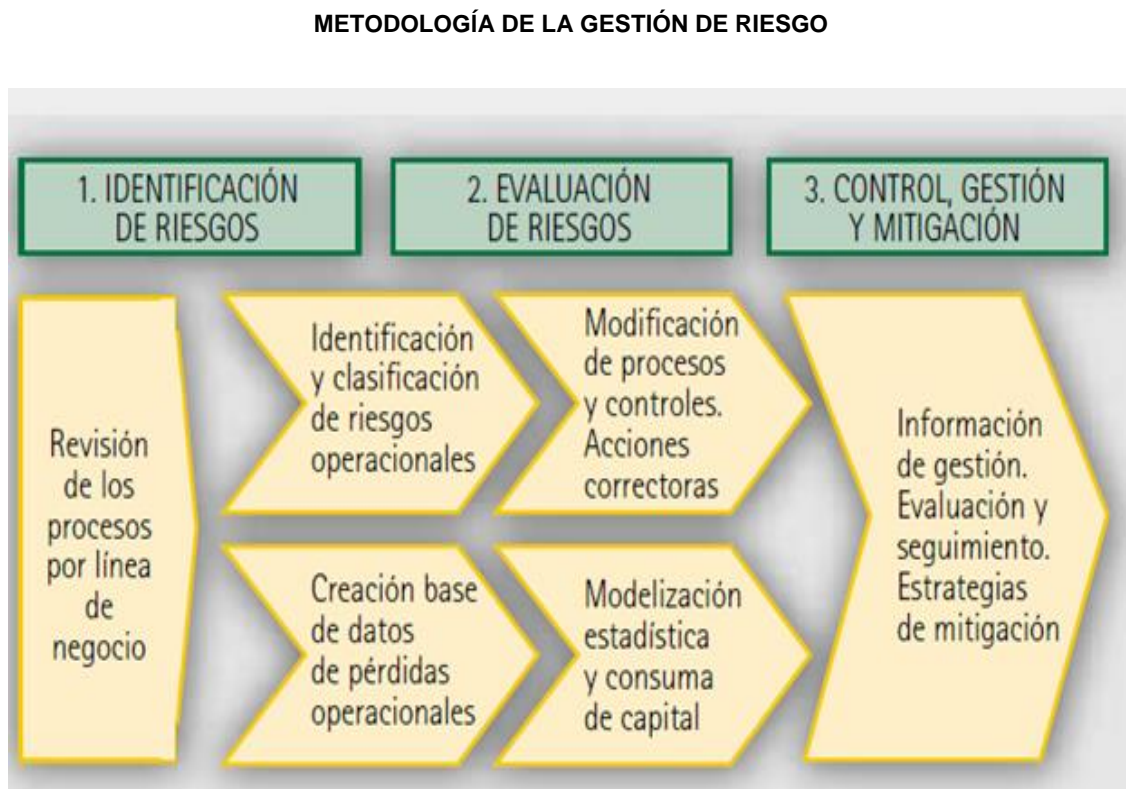 METODOLOGÍA DE LA GESTIÓN DE RIESGO
1. IDENTIFICACIÓN
DE RIESGOS
2. EVALUACIÓN
DE RIESGOS
3. CONTROL, GESTIÓN
Y MITIGACIÓN
Revisión
de los
procesos
por línea
de
negocio
Identificación
y clasificación
de riesgos
operacionales
Modificación
de procesos
y controles.
Acciones
correctoras
Creación base
de datos
de pérdidas
operacionales
Modelización
estadística
y consuma
de capital
Información
de gestión.
Evaluación y
seguimiento.
Estrategias
de mitigación